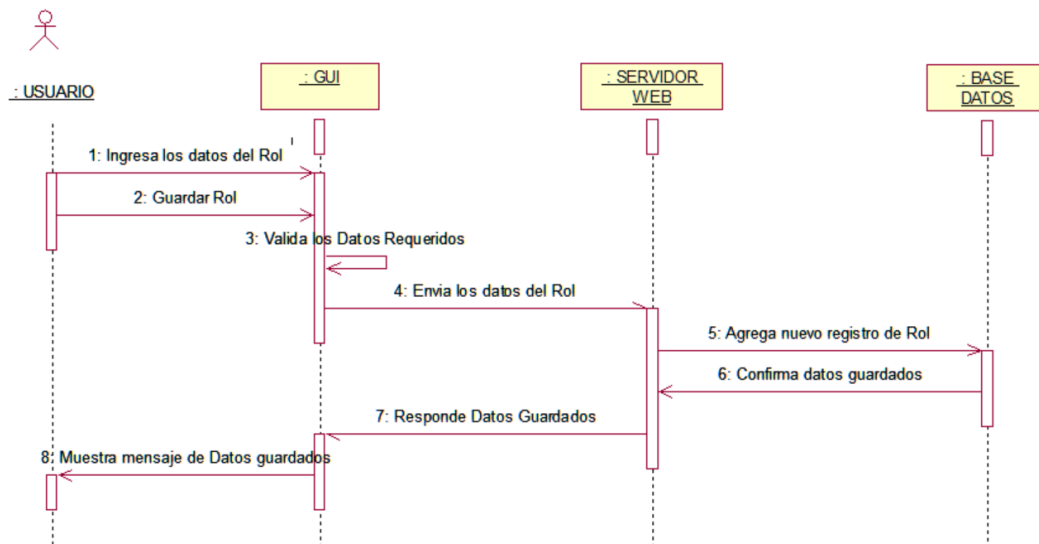 : USUARIO
: GUI
: SERVIDOR
WEB
: BASE
DATOS
1: Ingresa los datos del Rol
2: Guardar Rol
3: Valida los Datos Requeridos
4: Envia los datos del Rol
5: Agrega nuevo registro de Rol
6: Confirma datos guardados
7: Responde Datos Guardados
8: Muestra mensaje de Datos guardados